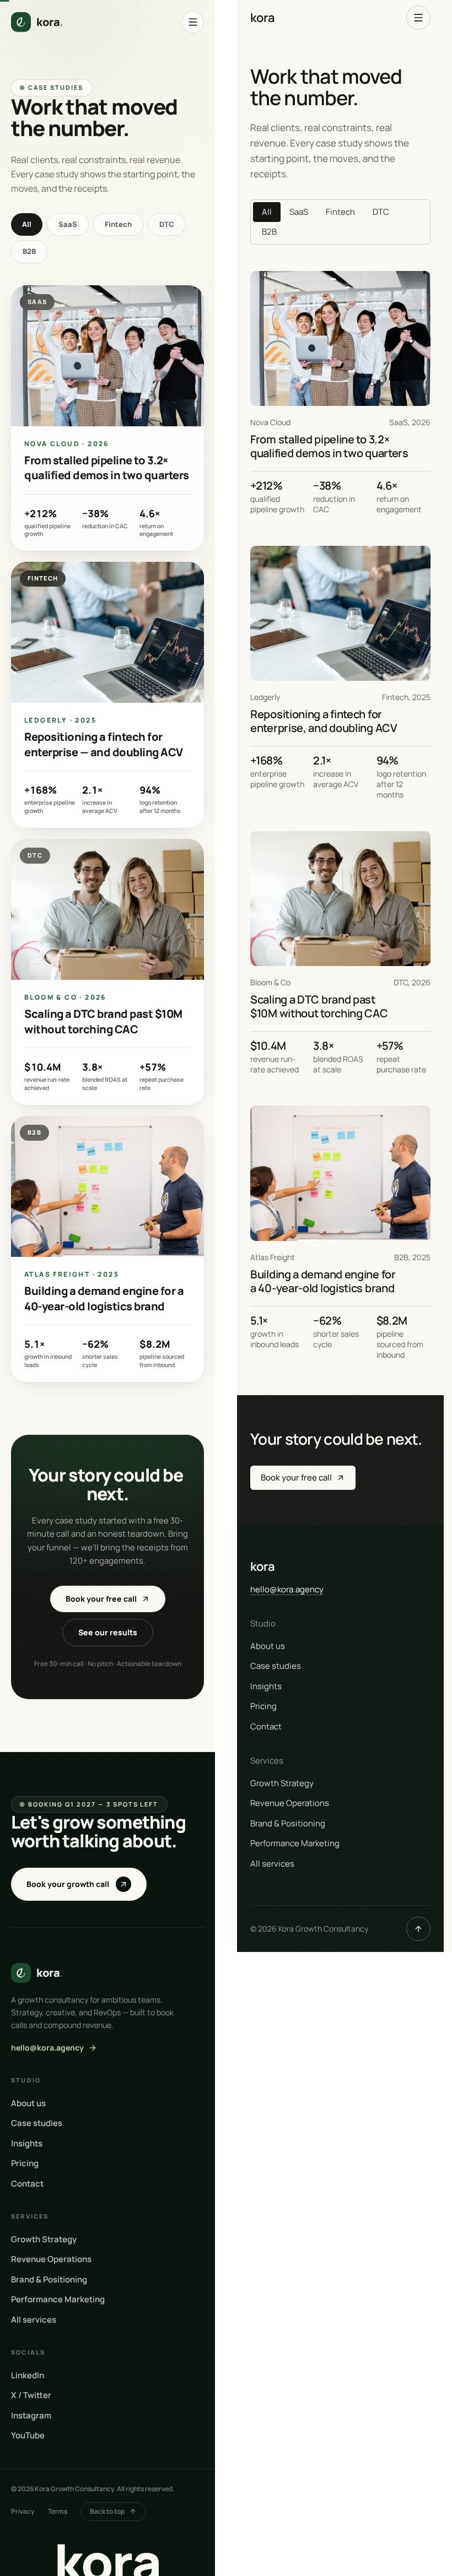 kora.
CASE STUDIES
Work that moved
the number.
Real clients, real constraints, real revenue.
Every case study shows the starting point, the
moves, and the receipts.
All
SaaS
Fintech
DTC
B2B
SAAS
NOVA CLOUD · 2026
From stalled pipeline to 3.2×
qualified demos in two quarters
+212%
qualified pipeline
growth
−38%
reduction in CAC
4.6×
return on
engagement
FINTECH
LEDGERLY · 2025
Repositioning a fintech for
enterprise — and doubling ACV
+168%
enterprise pipeline
growth
2.1×
increase in
average ACV
94%
logo retention
after 12 months
DTC
BLOOM & CO · 2026
Scaling a DTC brand past $10M
without torching CAC
$10.4M
revenue run-rate
achieved
3.8×
blended ROAS at
scale
+57%
repeat purchase
rate
B2B
ATLAS FREIGHT · 2025
Building a demand engine for a
40-year-old logistics brand
5.1×
growth in inbound
leads
−62%
shorter sales
cycle
$8.2M
pipeline sourced
from inbound
Your story could be
next.
Every case study started with a free 30-
minute call and an honest teardown. Bring
your funnel — we'll bring the receipts from
120+ engagements.
Book your free call
See our results
Free 30-min call · No pitch · Actionable teardown
BOOKING Q1 2027 — 3 SPOTS LEFT
Let's grow something
worth talking about.
Book your growth call
kora.
A growth consultancy for ambitious teams.
Strategy, creative, and RevOps — built to book
calls and compound revenue.
hello@kora.agency
STUDIO
About us
Case studies
Insights
Pricing
Contact
SERVICES
Growth Strategy
Revenue Operations
Brand & Positioning
Performance Marketing
All services
SOCIALS
LinkedIn
X / Twitter
Instagram
YouTube
© 2026 Kora Growth Consultancy. All rights reserved.
Privacy
Terms
Back to top
kora
kora
Work that moved
the number.
Real clients, real constraints, real
revenue. Every case study shows the
starting point, the moves, and the
receipts.
All
SaaS
Fintech
DTC
B2B
Nova Cloud
SaaS, 2026
From stalled pipeline to 3.2×
qualified demos in two quarters
+212%
qualified
pipeline growth
−38%
reduction in
CAC
4.6×
return on
engagement
Ledgerly
Fintech, 2025
Repositioning a fintech for
enterprise, and doubling ACV
+168%
enterprise
pipeline growth
2.1×
increase in
average ACV
94%
logo retention
after 12
months
Bloom & Co
DTC, 2026
Scaling a DTC brand past
$10M without torching CAC
$10.4M
revenue run-
rate achieved
3.8×
blended ROAS
at scale
+57%
repeat
purchase rate
Atlas Freight
B2B, 2025
Building a demand engine for
a 40-year-old logistics brand
5.1×
growth in
inbound leads
−62%
shorter sales
cycle
$8.2M
pipeline
sourced from
inbound
Your story could be next.
Book your free call
kora
hello@kora.agency
Studio
About us
Case studies
Insights
Pricing
Contact
Services
Growth Strategy
Revenue Operations
Brand & Positioning
Performance Marketing
All services
© 2026 Kora Growth Consultancy